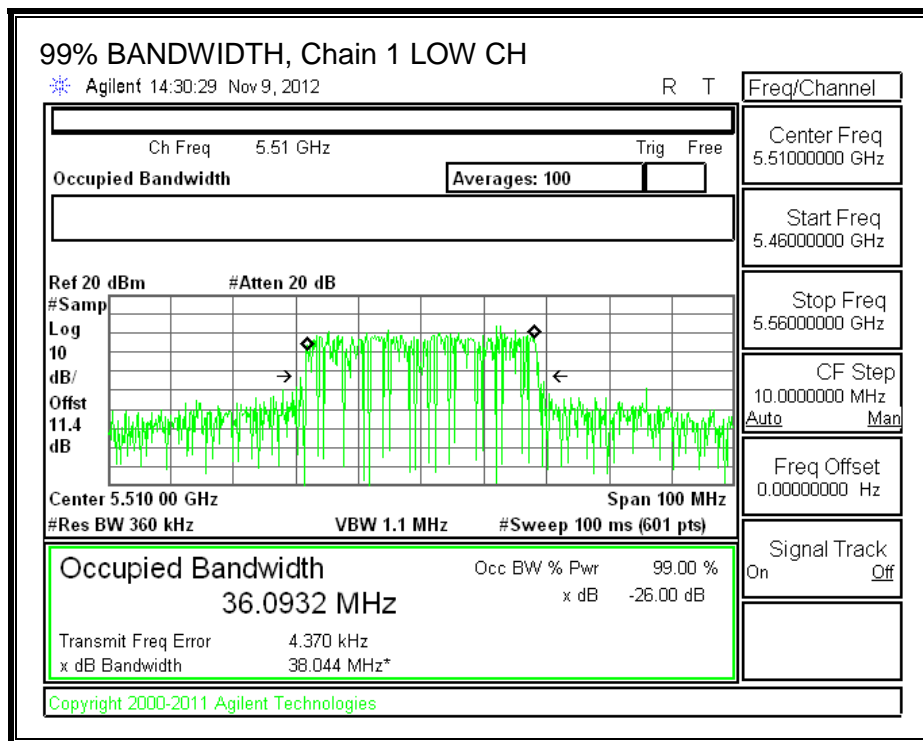 99% BANDWIDTH, Chain 1 LOW CH
Agilent 14:30:29 Nov 9, 2012 R T
Freq/Channel
Ch Freq 5.51 GHz Trig Free
Occupied Bandwidth Averages: 100
Center Freq
5.51000000 GHz
Start Freq
5.46000000 GHz
Stop Freq
5.56000000 GHz
CF Step
10.0000000 MHz
Auto Man
Freq Offset
0.00000000 Hz
Signal Track
On Off
Ref 20 dBm #Atten 20 dB
#Samp
Log
10
dB/
Offst
11.4
dB
Center 5.510 00 GHz Span 100 MHz
#Res BW 360 kHz VBW 1.1 MHz #Sweep 100 ms (601 pts)
Occupied Bandwidth Occ BW % Pwr 99.00 %
36.0932 MHz x dB -26.00 dB
Transmit Freq Error 4.370 kHz
x dB Bandwidth 38.044 MHz*
Copyright 2000-2011 Agilent Technologies